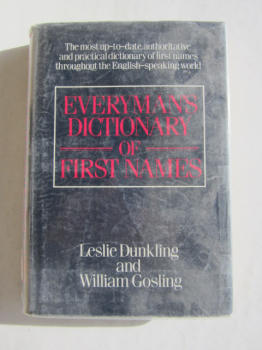 The most up-to-date, authoritative
and practical dictionary of first names
throughout the English-speaking world
EVERYMAN'S
DICTIONARY
OF
FIRST NAMES
Leslie Dunkling
and
William Gosling